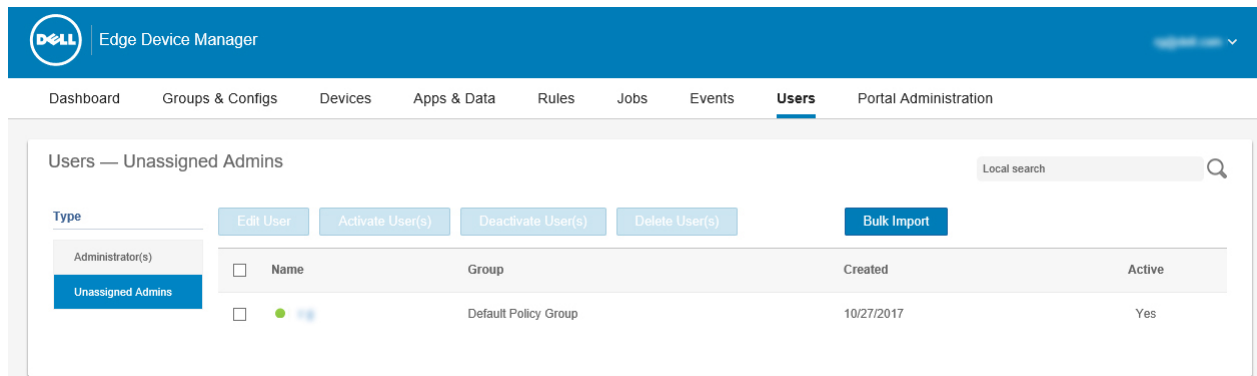 DELL Edge Device Manager
Dashboard Groups & Configs Devices Apps & Data Rules Jobs Events Users Portal Administration
Users — Unassigned Admins
Local search
Type
Edit User Activate User(s) Deactivate User(s) Delete User(s) Bulk Import
Administrator(s)
Unassigned Admins
Name Group Created Active
Default Policy Group 10/27/2017 Yes